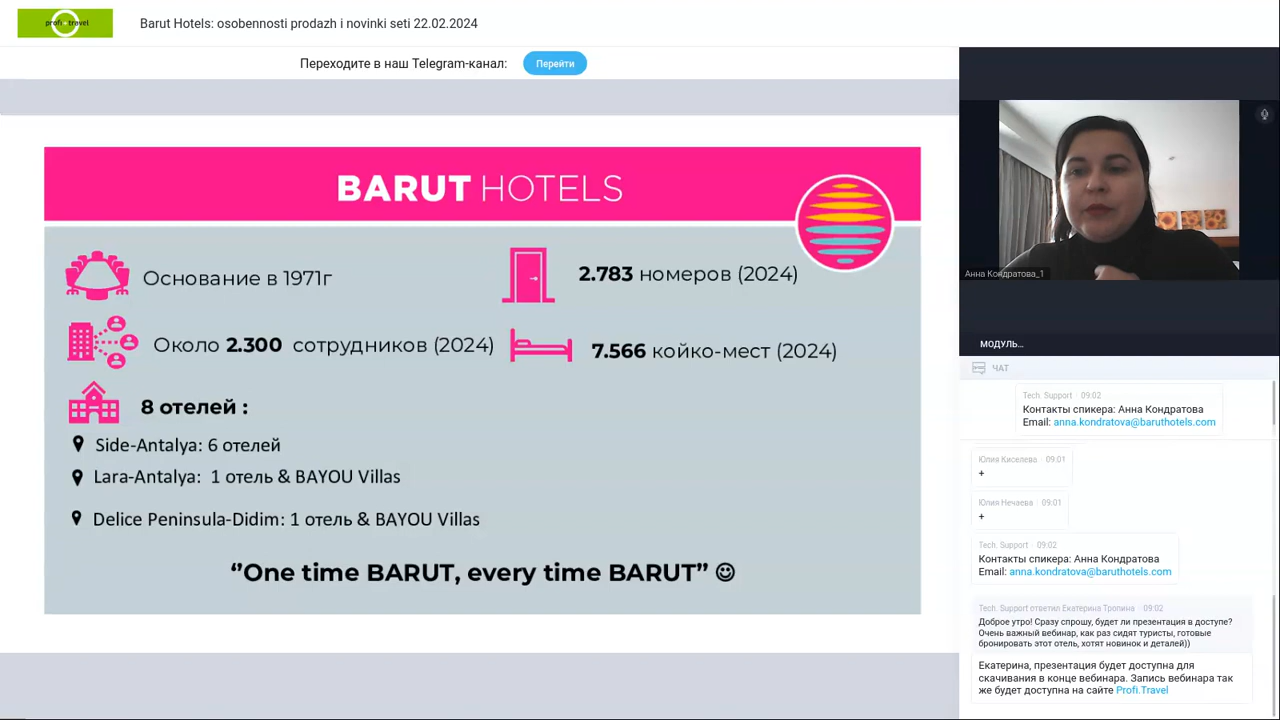 profi travel
Barut Hotels: osobennosti prodazh i novinki seti 22.02.2024
Переходите в наш Telegram-канал:
Перейти
BARUT HOTELS
Основание в 1971г
2.783 номеров (2024)
Около 2.300 сотрудников (2024)
7.566 койко-мест (2024)
8 отелей :
Side-Antalya: 6 отелей
Lara-Antalya: 1 отель & BAYOU Villas
Delice Peninsula-Didim: 1 отель & BAYOU Villas
‘’One time BARUT, every time BARUT’’ ☺
Анна Кондратова_1
МОДУЛЬ...
ЧАТ
Tech. Support · 09:02
Контакты спикера: Анна Кондратова
Email: anna.kondratova@baruthotels.com
Юлия Киселево · 09:01
+
Юлия Нечаева · 09:01
+
Tech. Support · 09:02
Контакты спикера: Анна Кондратова
Email: anna.kondratova@baruthotels.com
Tech. Support ответил Екатерина Тропина · 09:02
Доброе утро! Сразу спрошу, будет ли презентация в доступе?
Очень важный вебинар, как раз сидят туристы, готовые
бронировать этот отель, хотят новинок и деталей))
Екатерина, презентация будет доступна для
скачивания в конце вебинара. Запись вебинара так
же будет доступна на сайте Profi.Travel